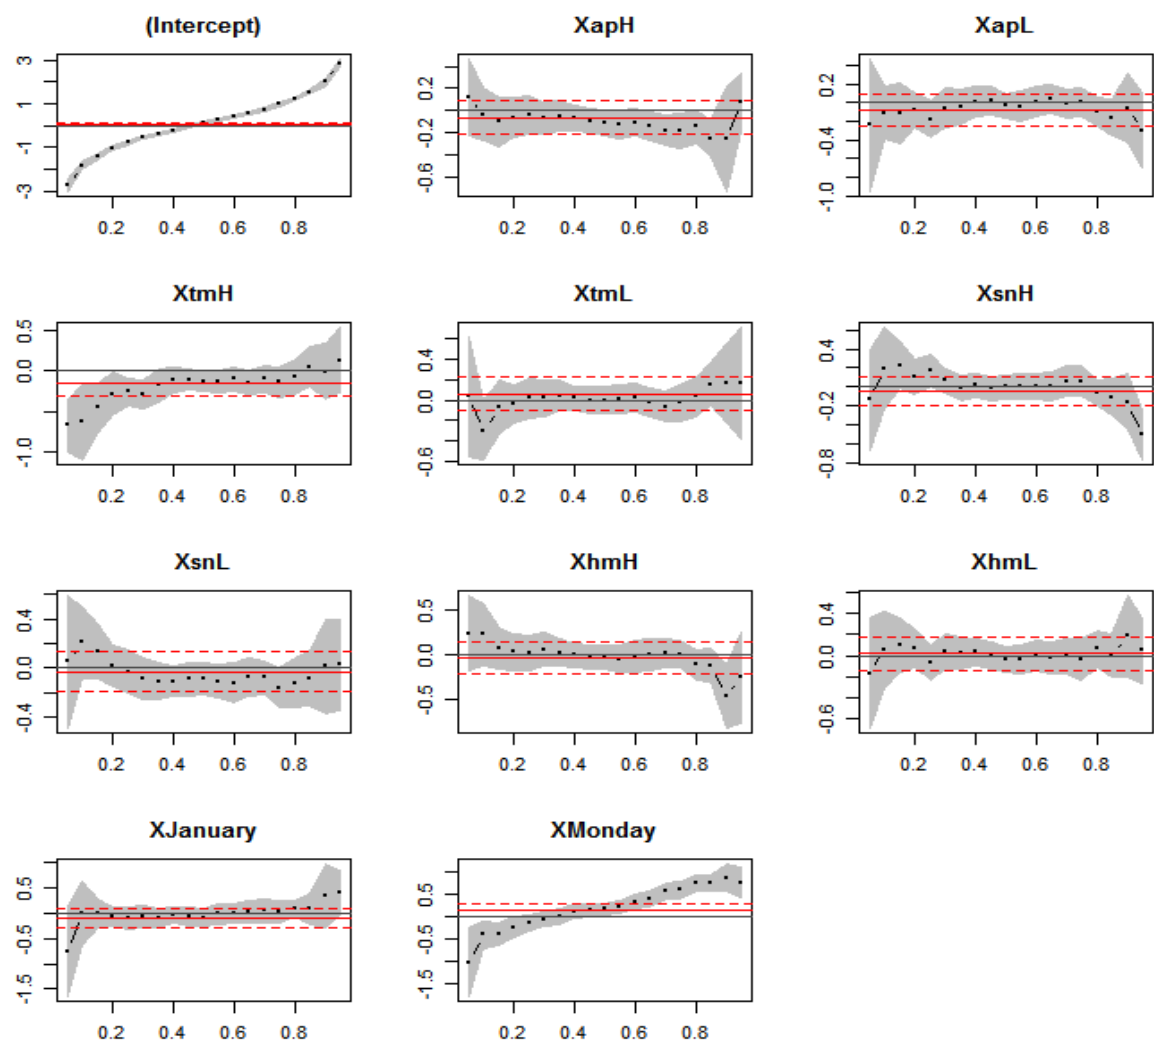 (Intercept) XapH XapL
3 1 -1 -3
0.2 -0.2 -0.6
0.2 -0.4 -1.0
0.2 0.4 0.6 0.8 0.2 0.4 0.6 0.8 0.2 0.4 0.6 0.8
XtmH XtmL XsnH
0.5 0.0 -1.0
0.4 0.0 -0.6
0.4 -0.2 -0.8
0.2 0.4 0.6 0.8 0.2 0.4 0.6 0.8 0.2 0.4 0.6 0.8
XsnL XhmH XhmL
0.4 0.0 -0.4
0.5 0.0 -0.5
0.4 0.0 -0.6
0.2 0.4 0.6 0.8 0.2 0.4 0.6 0.8 0.2 0.4 0.6 0.8
XJanuary XMonday
0.5 -0.5 -1.5
0.5 -0.5 -1.5
0.2 0.4 0.6 0.8 0.2 0.4 0.6 0.8